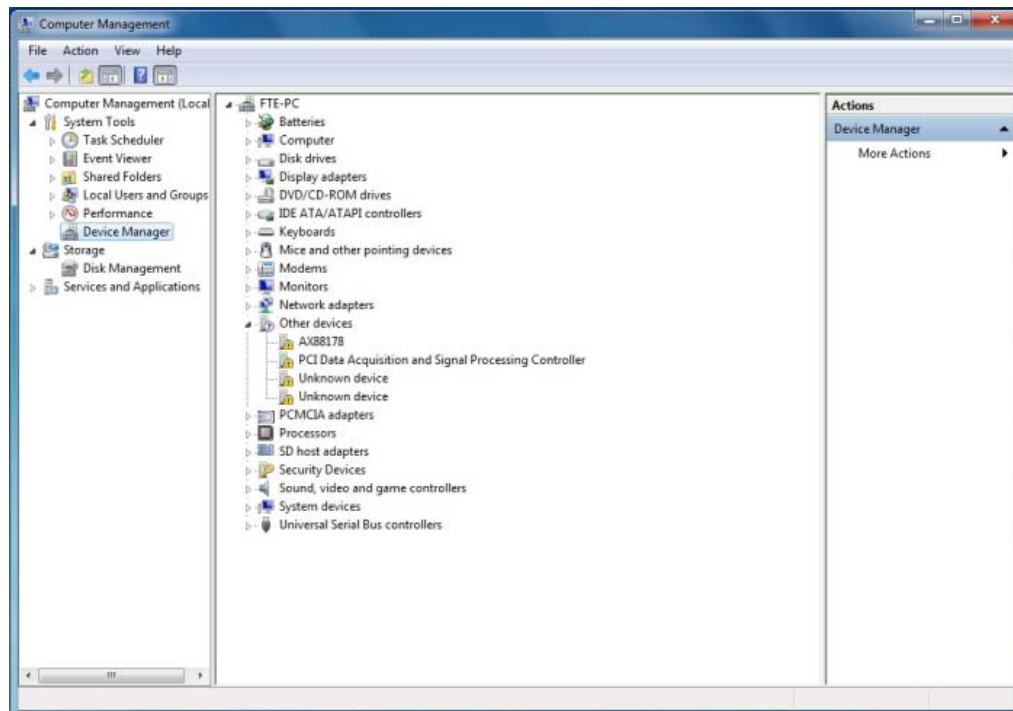 Computer Management
File Action View Help
Computer Management (Local
System Tools
Task Scheduler
Event Viewer
Shared Folders
Local Users and Groups
Performance
Device Manager
Storage
Disk Management
Services and Applications
FTE-PC
Batteries
Computer
Disk drives
Display adapters
DVD/CD-ROM drives
IDE ATA/ATAPI controllers
Keyboards
Mice and other pointing devices
Modems
Monitors
Network adapters
Other devices
AX88178
PCI Data Acquisition and Signal Processing Controller
Unknown device
Unknown device
PCMCIA adapters
Processors
SD host adapters
Security Devices
Sound, video and game controllers
System devices
Universal Serial Bus controllers
Actions
Device Manager
More Actions